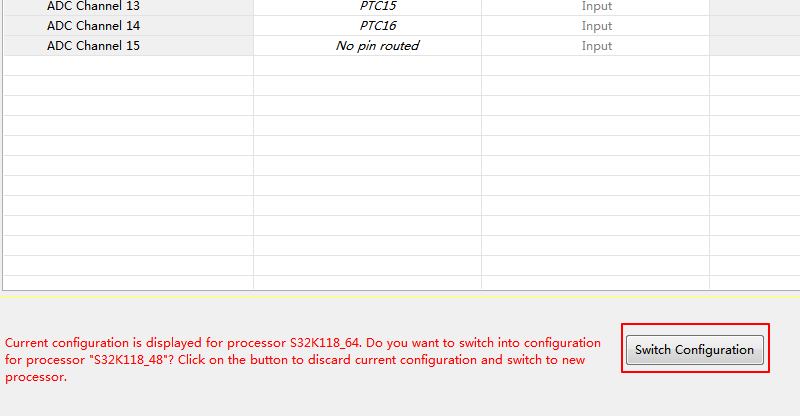 ADC Channel 13 PTC15 Input
ADC Channel 14 PTC16 Input
ADC Channel 15 No pin routed Input
Current configuration is displayed for processor S32K118_64. Do you want to switch into configuration
for processor "S32K118_48"? Click on the button to discard current configuration and switch to new
processor.
Switch Configuration